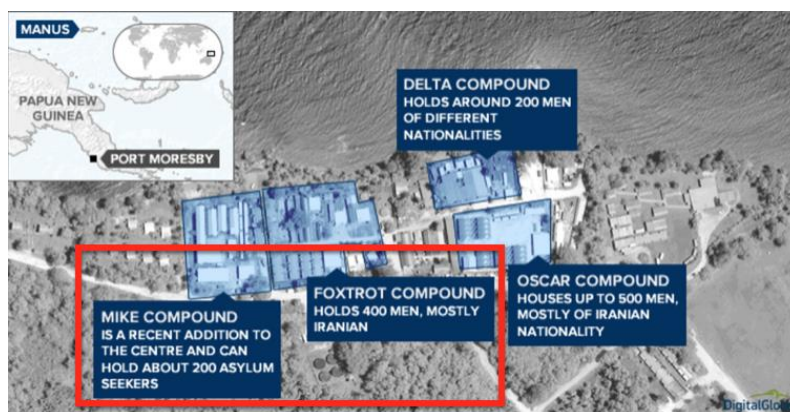 MANUS
PAPUA NEW
GUINEA
PORT MORESBY
DELTA COMPOUND
HOLDS AROUND 200 MEN
OF DIFFERENT
NATIONALITIES
MIKE COMPOUND
IS A RECENT ADDITION TO
THE CENTRE AND CAN
HOLD ABOUT 200 ASYLUM
SEEKERS
FOXTROT COMPOUND
HOLDS 400 MEN, MOSTLY
IRANIAN
OSCAR COMPOUND
HOUSES UP TO 500 MEN,
MOSTLY OF IRANIAN
NATIONALITY
DigitalGlob